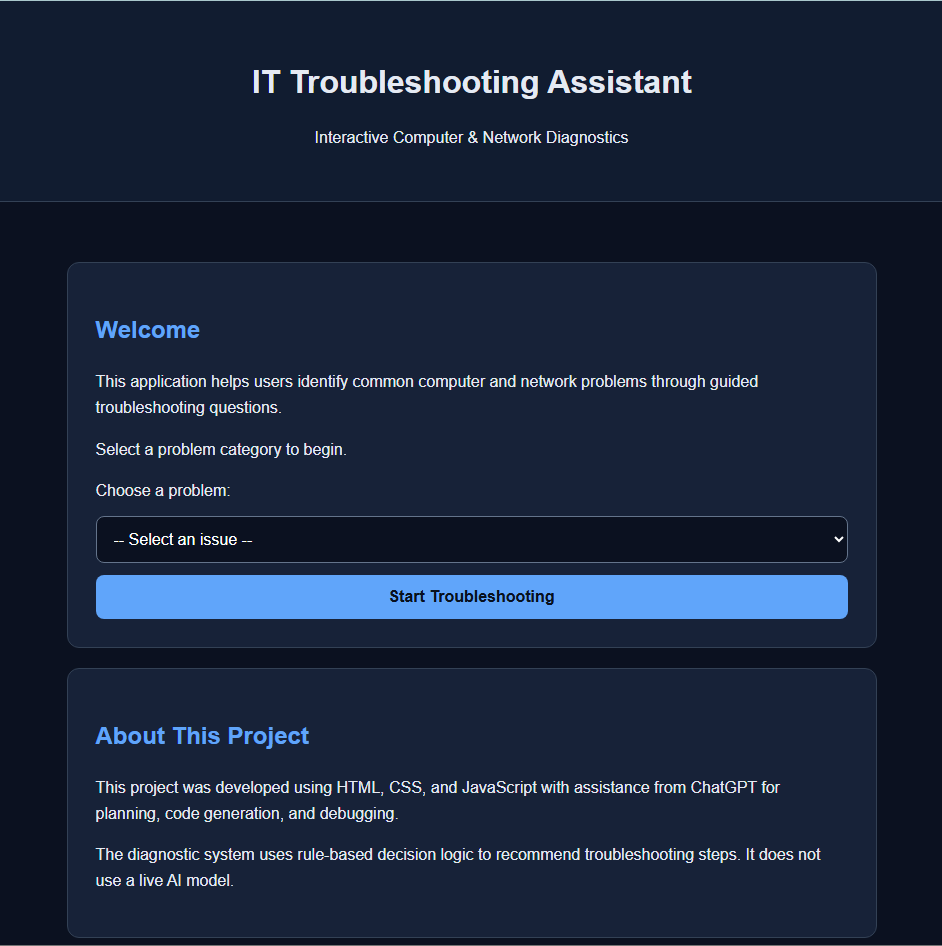 IT Troubleshooting Assistant
Interactive Computer & Network Diagnostics
Welcome
This application helps users identify common computer and network problems through guided
troubleshooting questions.
Select a problem category to begin.
Choose a problem:
-- Select an issue --
Start Troubleshooting
About This Project
This project was developed using HTML, CSS, and JavaScript with assistance from ChatGPT for
planning, code generation, and debugging.
The diagnostic system uses rule-based decision logic to recommend troubleshooting steps. It does not
use a live AI model.